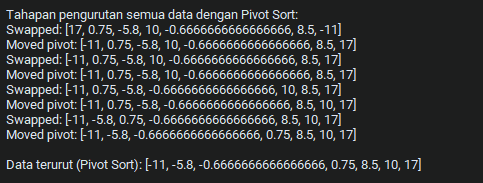 Tahapan pengurutan semua data dengan Pivot Sort:
Swapped: [17, 0.75, -5.8, 10, -0.6666666666666666, 8.5, -11]
Moved pivot: [-11, 0.75, -5.8, 10, -0.6666666666666666, 8.5, 17]
Swapped: [-11, 0.75, -5.8, 10, -0.6666666666666666, 8.5, 17]
Moved pivot: [-11, 0.75, -5.8, 10, -0.6666666666666666, 8.5, 17]
Swapped: [-11, 0.75, -5.8, -0.6666666666666666, 10, 8.5, 17]
Moved pivot: [-11, 0.75, -5.8, -0.6666666666666666, 8.5, 10, 17]
Swapped: [-11, -5.8, 0.75, -0.6666666666666666, 8.5, 10, 17]
Moved pivot: [-11, -5.8, -0.6666666666666666, 0.75, 8.5, 10, 17]
Data terurut (Pivot Sort): [-11, -5.8, -0.6666666666666666, 0.75, 8.5, 10, 17]